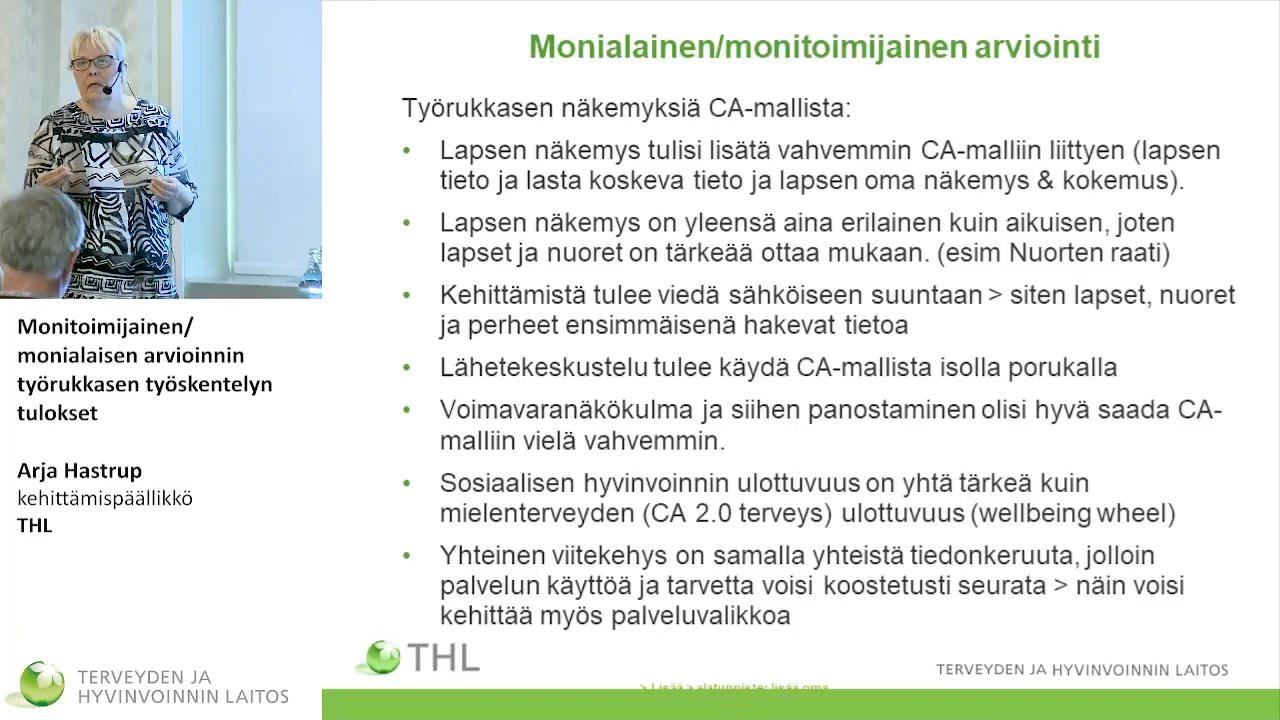 Monialainen/monitoimijainen arviointi
Työrukkasen näkemyksiä CA-mallista:
• Lapsen näkemys tulisi lisätä vahvemmin CA-malliin liittyen (lapsen
tieto ja lasta koskeva tieto ja lapsen oma näkemys & kokemus).
• Lapsen näkemys on yleensä aina erilainen kuin aikuisen, joten
lapset ja nuoret on tärkeää ottaa mukaan. (esim Nuorten raati)
• Kehittämistä tulee viedä sähköiseen suuntaan > siten lapset, nuoret
ja perheet ensimmäisenä hakevat tietoa
• Lähetekeskustelu tulee käydä CA-mallista isolla porukalla
• Voimavaranäkökulma ja siihen panostaminen olisi hyvä saada CA-
malliin vielä vahvemmin.
• Sosiaalisen hyvinvoinnin ulottuvuus on yhtä tärkeä kuin
mielenterveyden (CA 2.0 terveys) ulottuvuus (wellbeing wheel)
• Yhteinen viitekehys on samalla yhteistä tiedonkeruuta, jolloin
palvelun käyttöä ja tarvetta voisi koostetusti seurata > näin voisi
kehittää myös palveluvalikkoa
THL
TERVEYDEN JA HYVINVOINNIN LAITOS
> Lisää > alatunniste: lisää oma
Monitoimijainen/
monialaisen arvioinnin
työrukkasen työskentelyn
tulokset
Arja Hastrup
kehittämispäällikkö
THL
TERVEYDEN JA
HYVINVOINNIN LAITOS